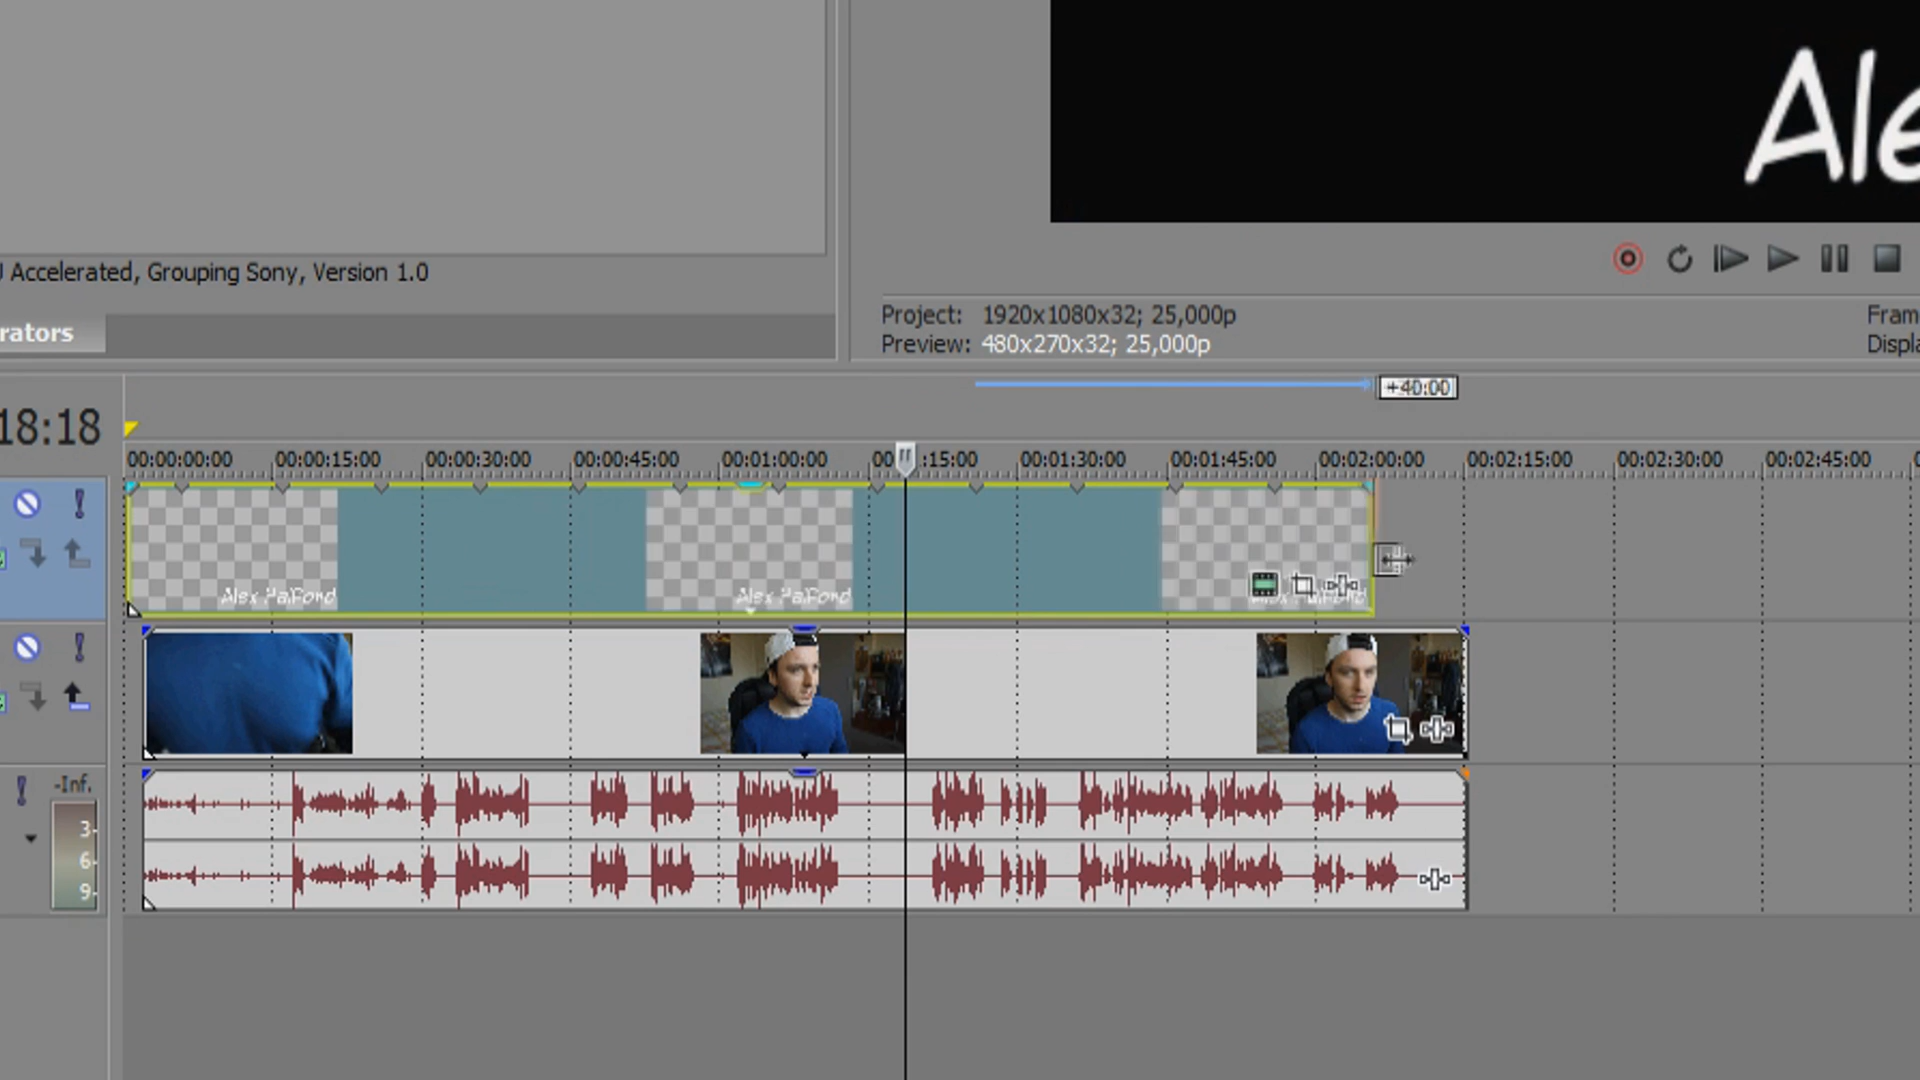 Ale
J Accelerated, Grouping Sony, Version 1.0
rators
Project: 1920x1080x32; 25,000p
Fram
Preview: 480x270x32; 25,000p
Displa
+40:00
18:18
00:00:00:00 00:00:15:00 00:00:30:00 00:00:45:00 00:01:00:00 00: :15:00 00:01:30:00 00:01:45:00 00:02:00:00 00:02:15:00 00:02:30:00 00:02:45:00
Alex Halford Alex Halford
-Inf.
3-
6-
9-